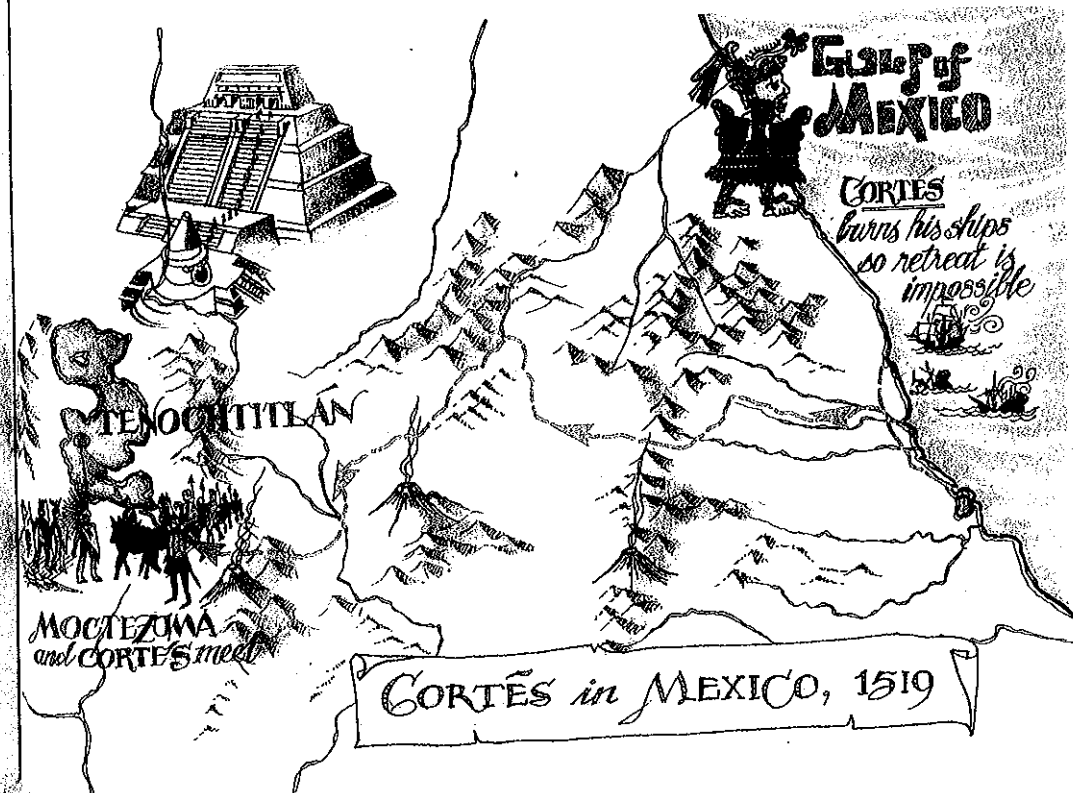 Gulf of
MEXICO
CORTÉS
burns his ships
so retreat is
impossible
TENOCHTITLAN
MOCTEZUMA
and CORTÉS meet
CORTÉS in MEXICO, 1519